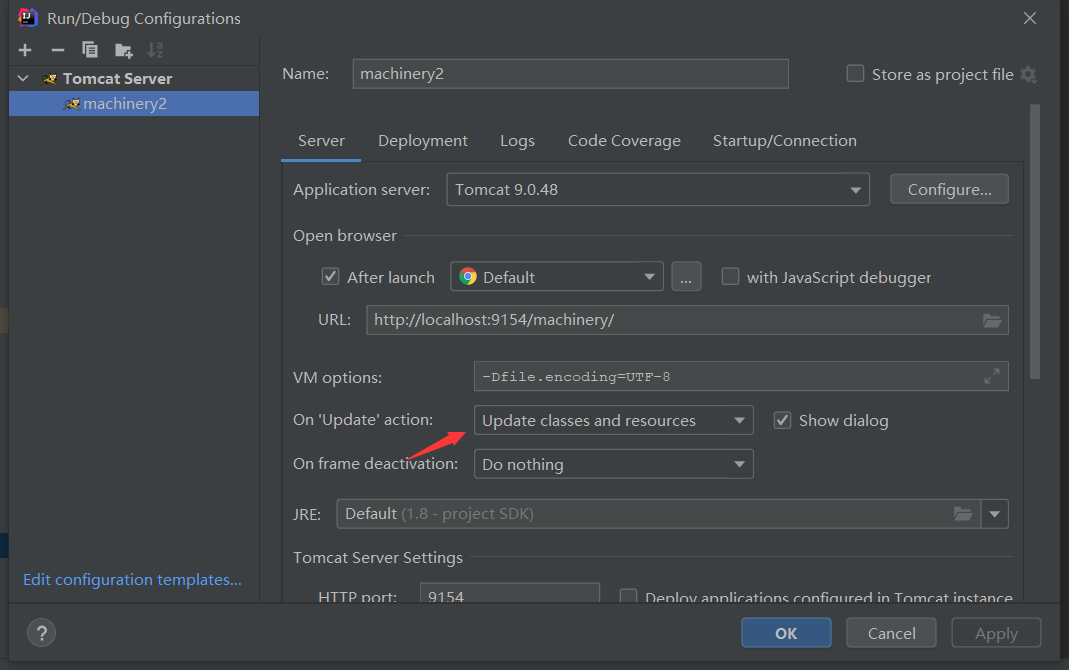 Run/Debug Configurations
Tomcat Server
machinery2
Edit configuration templates...
Name: machinery2 Store as project file
Server Deployment Logs Code Coverage Startup/Connection
Application server: Tomcat 9.0.48 Configure...
Open browser
After launch Default ... with JavaScript debugger
URL: http://localhost:9154/machinery/
VM options: -Dfile.encoding=UTF-8
On 'Update' action: Update classes and resources Show dialog
On frame deactivation: Do nothing
JRE: Default (1.8 - project SDK)
Tomcat Server Settings
HTTP port: 9154 Deploy applications configured in Tomcat instance
? OK Cancel Apply